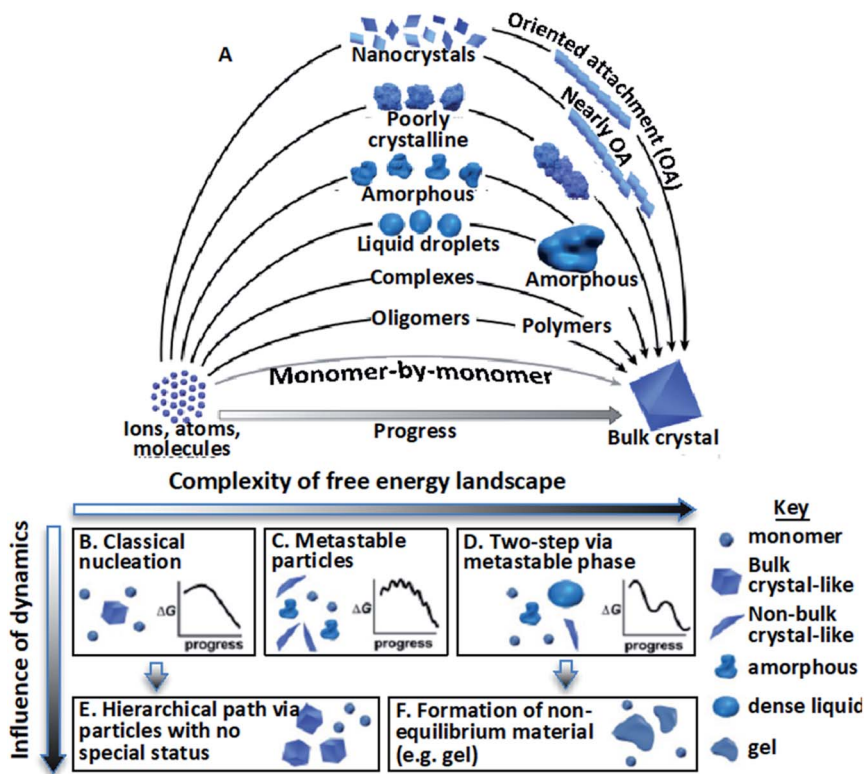 A
Nanocrystals
Oriented attachment (OA)
Nearly OA
Poorly
crystalline
Amorphous
Liquid droplets
Amorphous
Complexes
Oligomers
Polymers
Monomer-by-monomer
Ions, atoms,
molecules
Progress
Bulk crystal
Complexity of free energy landscape
Influence of dynamics
B. Classical
nucleation
ΔG
progress
C. Metastable
particles
ΔG
progress
D. Two-step via
metastable phase
ΔG
progress
E. Hierarchical path via
particles with no
special status
F. Formation of non-
equilibrium material
(e.g. gel)
Key
monomer
Bulk
crystal-like
Non-bulk
crystal-like
amorphous
dense liquid
gel